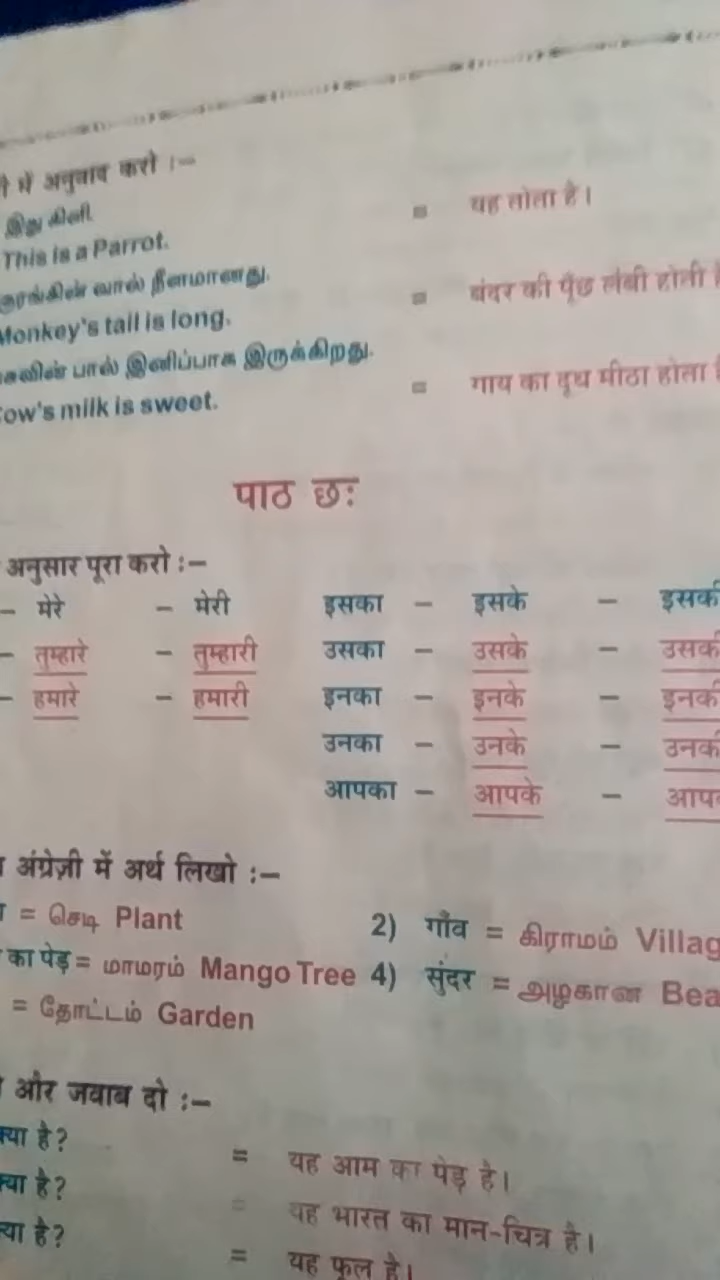 में अनुवाद करो :–
இது கிளி.
This is a Parrot. = यह तोता है।
குரங்கின் வால் நீளமானது.
Monkey's tail is long. = बंदर की पूँछ लंबी होती
பால் இனிப்பாக இருக்கிறது.
Cow's milk is sweet. = गाय का दूध मीठा होता
पाठ छः
अनुसार पूरा करो :–
– मेरे – मेरी इसका – इसके – इसकी
– तुम्हारे – तुम्हारी उसका – उसके – उसकी
– हमारे – हमारी इनका – इनके – इनकी
उनका – उनके – उनकी
आपका – आपके – आप
अंग्रेज़ी में अर्थ लिखो :–
= செடி Plant 2) गाँव = கிராமம் Villag
का पेड़ = மாமரம் Mango Tree 4) सुंदर = அழகான Bea
= தோட்டம் Garden
और जवाब दो :–
क्या है? = यह आम का पेड़ है।
क्या है? = यह भारत का मान-चित्र है।
क्या है? = यह फूल है।